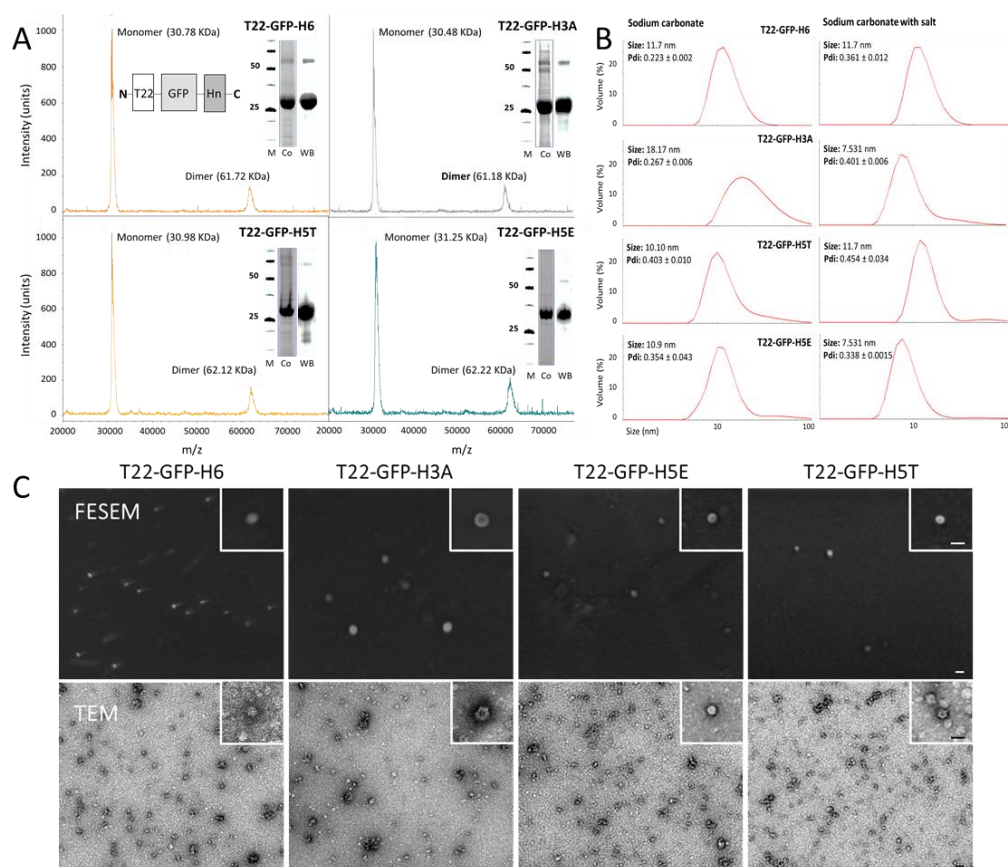 A
T22-GFP-H6
Monomer (30.78 KDa)
N T22 GFP Hn C
50
25
M Co WB
Dimer (61.72 KDa)
T22-GFP-H3A
Monomer (30.48 KDa)
50
25
M Co WB
Dimer (61.18 KDa)
Intensity (units)
1000
800
600
400
200
0
T22-GFP-H5T
Monomer (30.98 KDa)
50
25
M Co WB
Dimer (62.12 KDa)
T22-GFP-H5E
Monomer (31.25 KDa)
50
25
M Co WB
Dimer (62.22 KDa)
Intensity (units)
1000
800
600
400
200
0
20000 30000 40000 50000 60000 70000 20000 30000 40000 50000 60000 70000
m/z m/z
B
Sodium carbonate Sodium carbonate with salt
T22-GFP-H6
Size: 11.7 nm
Pdi: 0.223 ± 0.002
Size: 11.7 nm
Pdi: 0.361 ± 0.012
Volume (%)
20
10
0
T22-GFP-H3A
Size: 18.17 nm
Pdi: 0.267 ± 0.006
Size: 7.531 nm
Pdi: 0.401 ± 0.006
Volume (%)
20
10
0
T22-GFP-H5T
Size: 10.10 nm
Pdi: 0.403 ± 0.010
Size: 11.7 nm
Pdi: 0.454 ± 0.034
Volume (%)
20
10
0
T22-GFP-H5E
Size: 10.9 nm
Pdi: 0.354 ± 0.043
Size: 7.531 nm
Pdi: 0.338 ± 0.0015
Volume (%)
20
10
0
Size (nm) 10 100 10
C
T22-GFP-H6 T22-GFP-H3A T22-GFP-H5E T22-GFP-H5T
FESEM
TEM